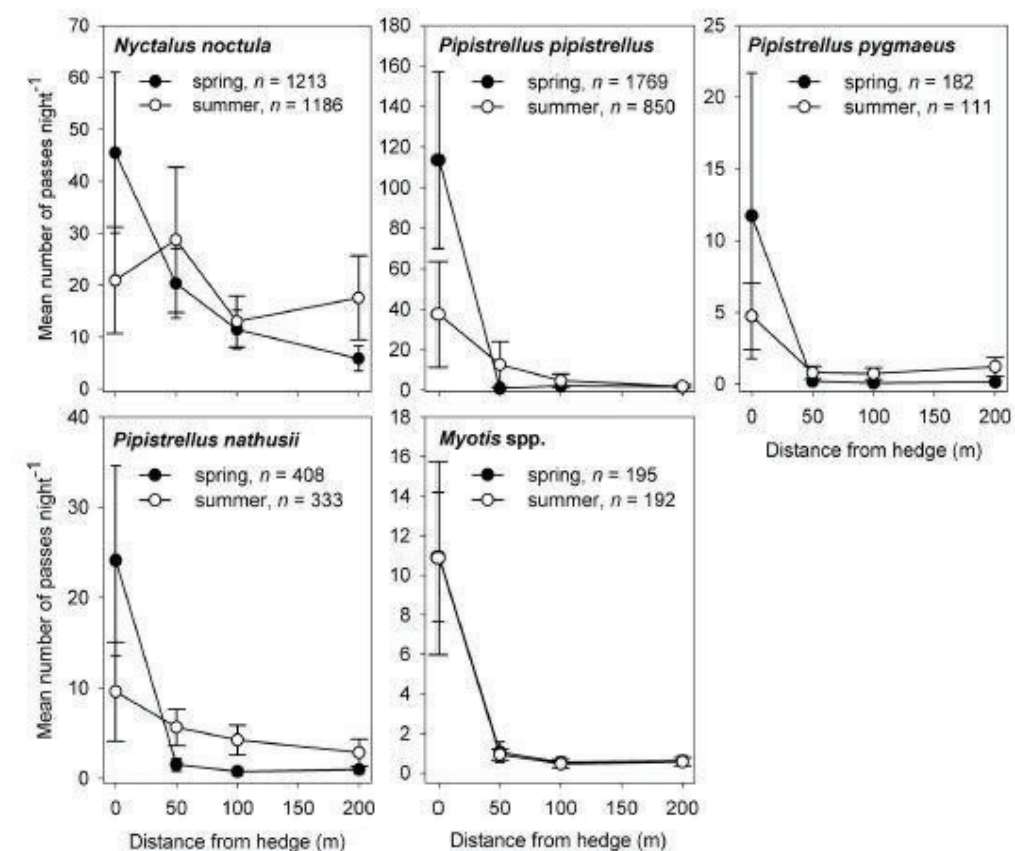 Nyctalus noctula
spring, n = 1213
summer, n = 1186
70
60
50
40
30
20
10
0
Mean number of passes night⁻¹
Pipistrellus pipistrellus
spring, n = 1769
summer, n = 850
180
160
140
120
100
80
60
40
20
0
Pipistrellus pygmaeus
spring, n = 182
summer, n = 111
25
20
15
10
5
0
0 50 100 150 200
Distance from hedge (m)
Pipistrellus nathusii
spring, n = 408
summer, n = 333
40
30
20
10
0
Mean number of passes night⁻¹
0 50 100 150 200
Distance from hedge (m)
Myotis spp.
spring, n = 195
summer, n = 192
18
16
14
12
10
8
6
4
2
0
0 50 100 150 200
Distance from hedge (m)